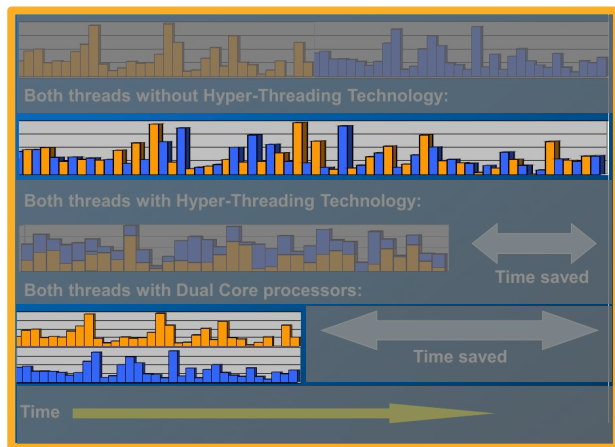 Both threads without Hyper-Threading Technology:
Both threads with Hyper-Threading Technology:
Time saved
Both threads with Dual Core processors:
Time saved
Time